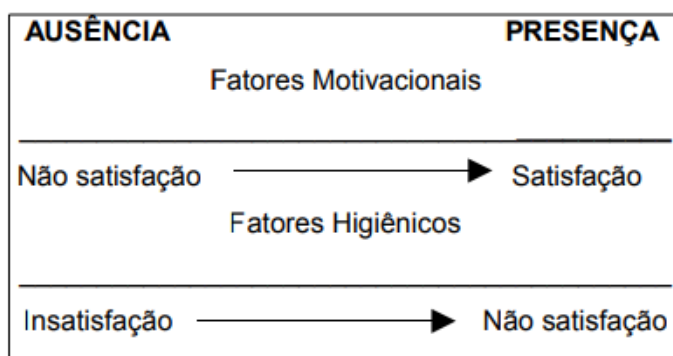 AUSÊNCIA PRESENÇA
Fatores Motivacionais
Não satisfação Satisfação
Fatores Higiênicos
Insatisfação Não satisfação